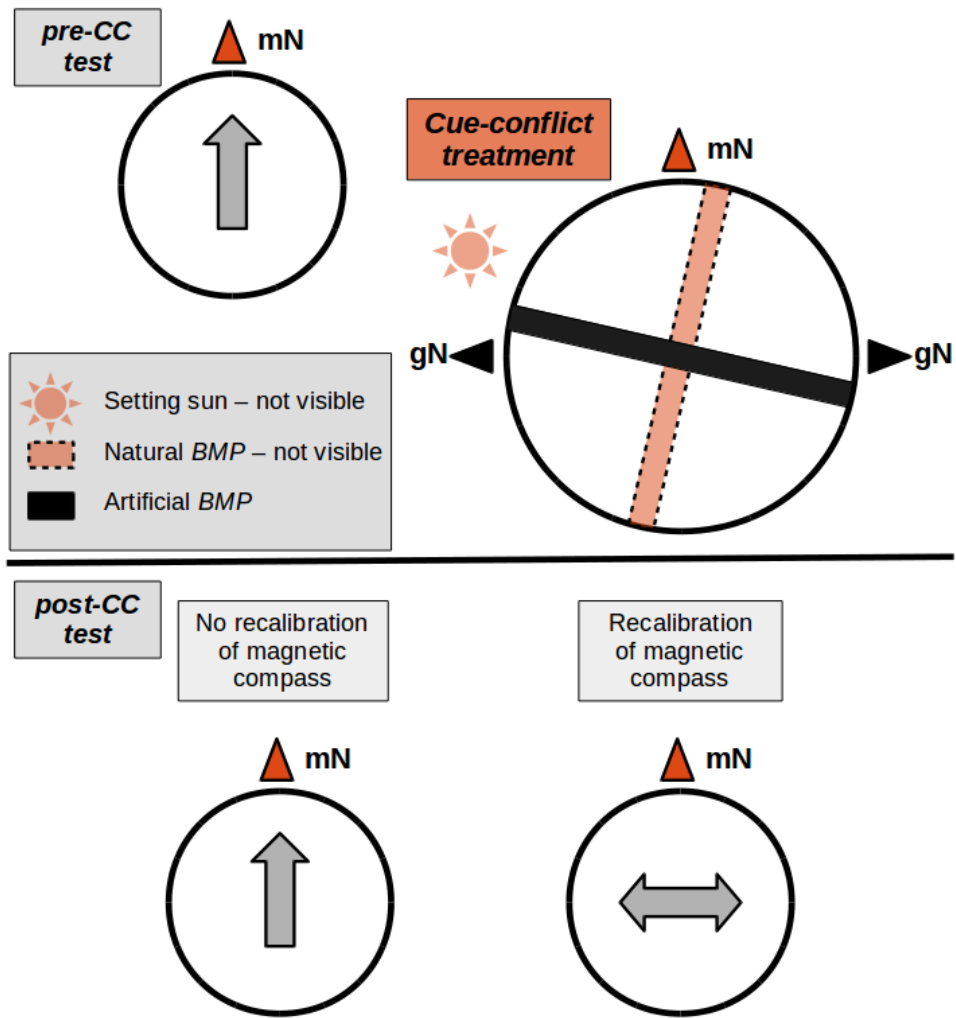 pre-CC
test
mN
Cue-conflict
treatment
mN
gN
gN
Setting sun – not visible
Natural BMP – not visible
Artificial BMP
post-CC
test
No recalibration
of magnetic
compass
Recalibration
of magnetic
compass
mN
mN